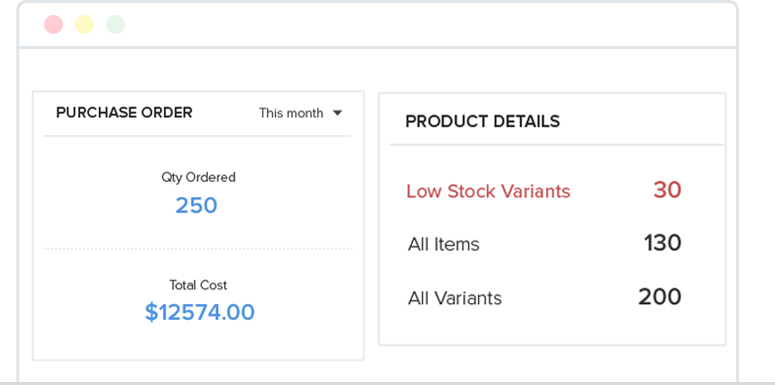 PURCHASE ORDER
This month
Qty Ordered
250
Total Cost
$12574.00
PRODUCT DETAILS
Low Stock Variants 30
All Items 130
All Variants 200